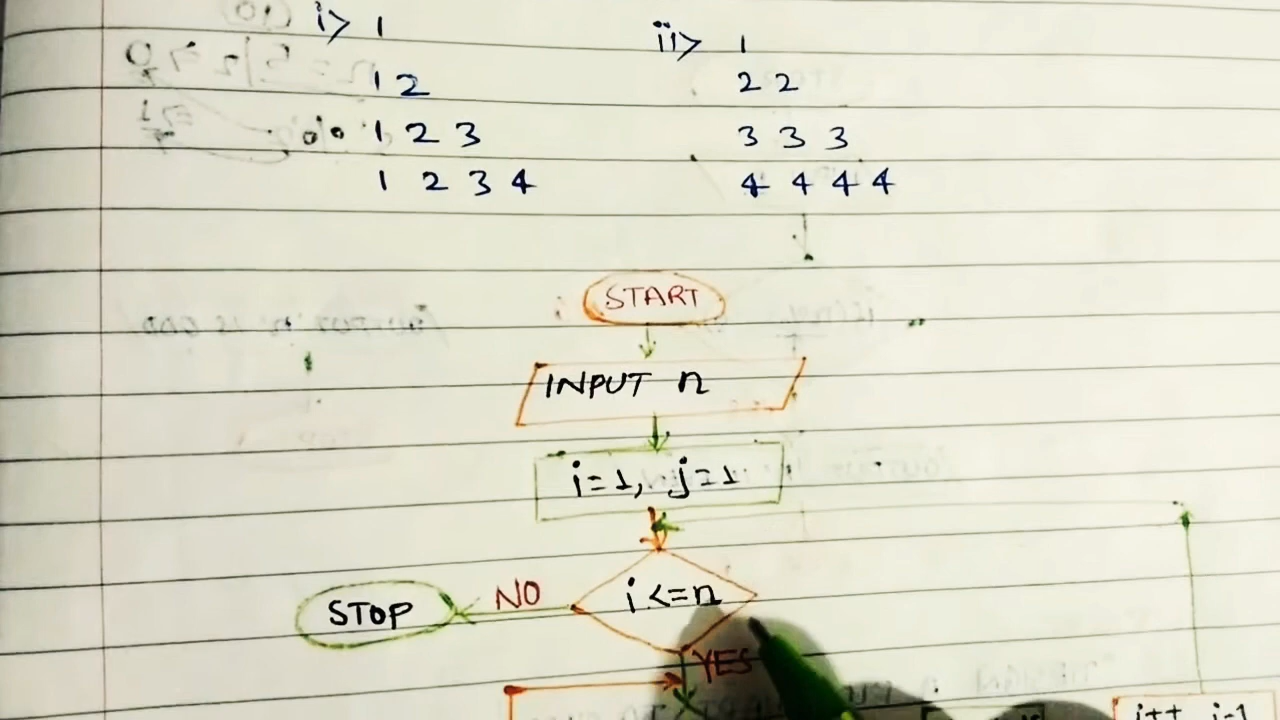 i> 1
1 2
1 2 3
1 2 3 4
ii> 1
2 2
3 3 3
4 4 4 4
START
INPUT n
i=1, j=1
i<=n
NO
STOP
YES